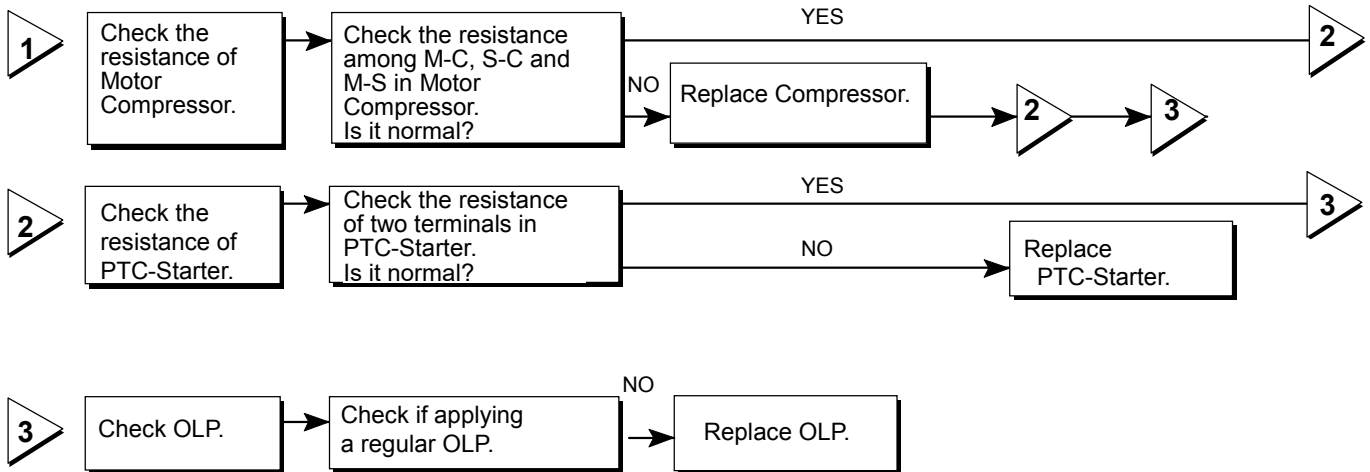 1
Check the
resistance of
Motor
Compressor.
Check the resistance
among M-C, S-C and
M-S in Motor
Compressor.
Is it normal?
YES
2
NO
Replace Compressor.
2
3
2
Check the
resistance of
PTC-Starter.
Check the resistance
of two terminals in
PTC-Starter.
Is it normal?
YES
3
NO
Replace
PTC-Starter.
3
Check OLP.
Check if applying
a regular OLP.
NO
Replace OLP.